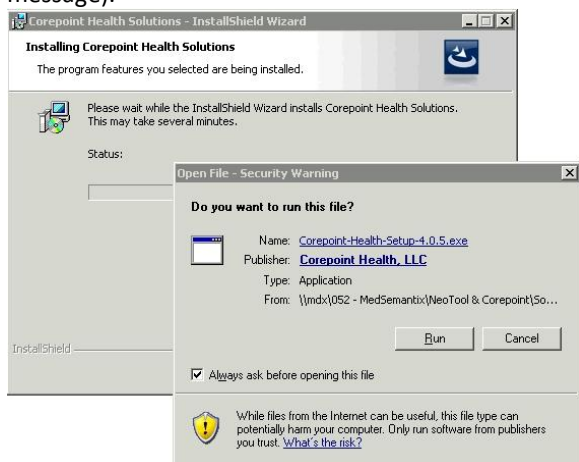 message).
Corepoint Health Solutions - InstallShield Wizard
Installing Corepoint Health Solutions
The program features you selected are being installed.
Please wait while the InstallShield Wizard installs Corepoint Health Solutions.
This may take several minutes.
Status:
InstallShield
Open File - Security Warning
Do you want to run this file?
Name: Corepoint-Health-Setup-4.0.5.exe
Publisher: Corepoint Health, LLC
Type: Application
From: \\mdx\052 - MedSemantix\NeoTool & Corepoint\So...
Run Cancel
Always ask before opening this file
While files from the Internet can be useful, this file type can
potentially harm your computer. Only run software from publishers
you trust. What's the risk?